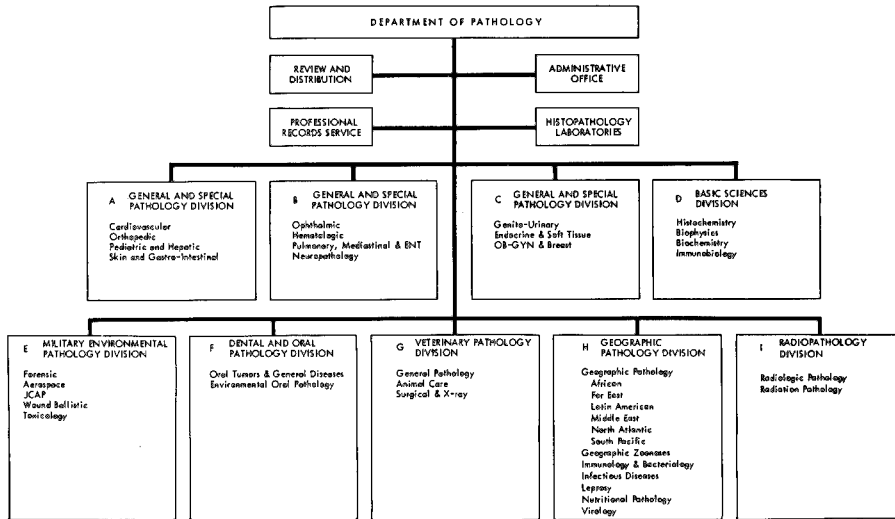 DEPARTMENT OF PATHOLOGY
REVIEW AND
DISTRIBUTION
ADMINISTRATIVE
OFFICE
PROFESSIONAL
RECORDS SERVICE
HISTOPATHOLOGY
LABORATORIES
A GENERAL AND SPECIAL
PATHOLOGY DIVISION
Cardiovascular
Orthopedic
Pediatric and Hepatic
Skin and Gastro-Intestinal
B GENERAL AND SPECIAL
PATHOLOGY DIVISION
Ophthalmic
Hematologic
Pulmonary, Mediastinal & ENT
Neuropathology
C GENERAL AND SPECIAL
PATHOLOGY DIVISION
Genito-Urinary
Endocrine & Soft Tissue
OB-GYN & Breast
D BASIC SCIENCES
DIVISION
Histochemistry
Biophysics
Biochemistry
Immunobiology
E MILITARY ENVIRONMENTAL
PATHOLOGY DIVISION
Forensic
Aerospace
JCAP
Wound Ballistic
Toxicology
F DENTAL AND ORAL
PATHOLOGY DIVISION
Oral Tumors & General Diseases
Environmental Oral Pathology
G VETERINARY PATHOLOGY
DIVISION
General Pathology
Animal Care
Surgical & X-ray
H GEOGRAPHIC
PATHOLOGY DIVISION
Geographic Pathology
African
Far East
Latin American
Middle East
North Atlantic
South Pacific
Geographic Zoonoses
Immunology & Bacteriology
Infectious Diseases
Leprosy
Nutritional Pathology
Virology
I RADIOPATHOLOGY
DIVISION
Radiologic Pathology
Radiation Pathology